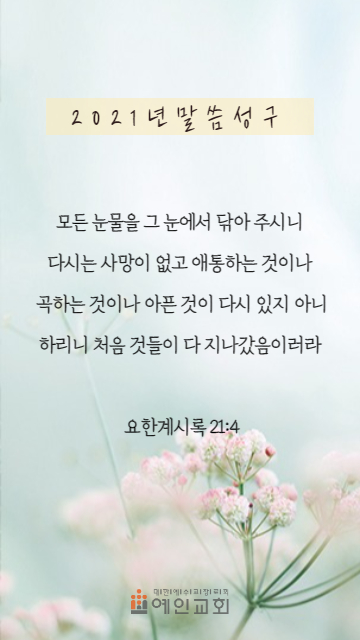 2021년말씀성구
모든 눈물을 그 눈에서 닦아 주시니
다시는 사망이 없고 애통하는 것이나
곡하는 것이나 아픈 것이 다시 있지 아니
하리니 처음 것들이 다 지나갔음이러라
요한계시록 21:4
예인교회